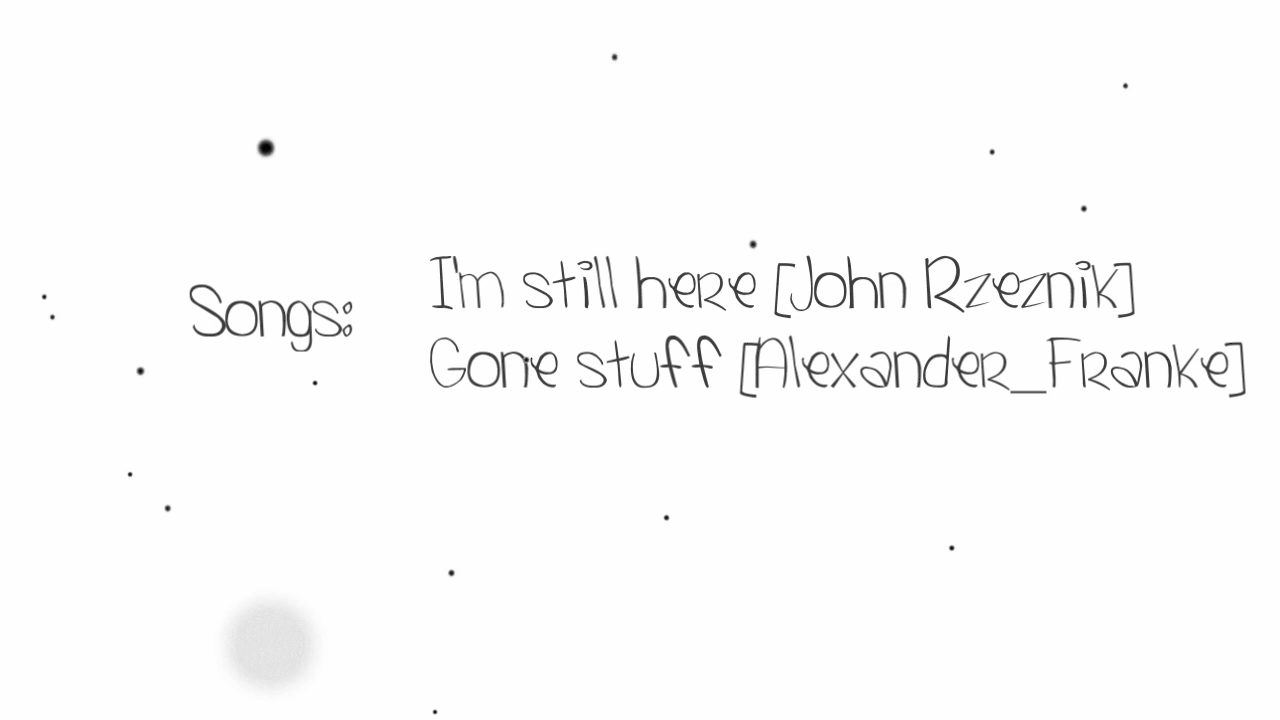 Songs:
I'm still here [John Rzeznik]
Gone stuff [Alexander_Franke]